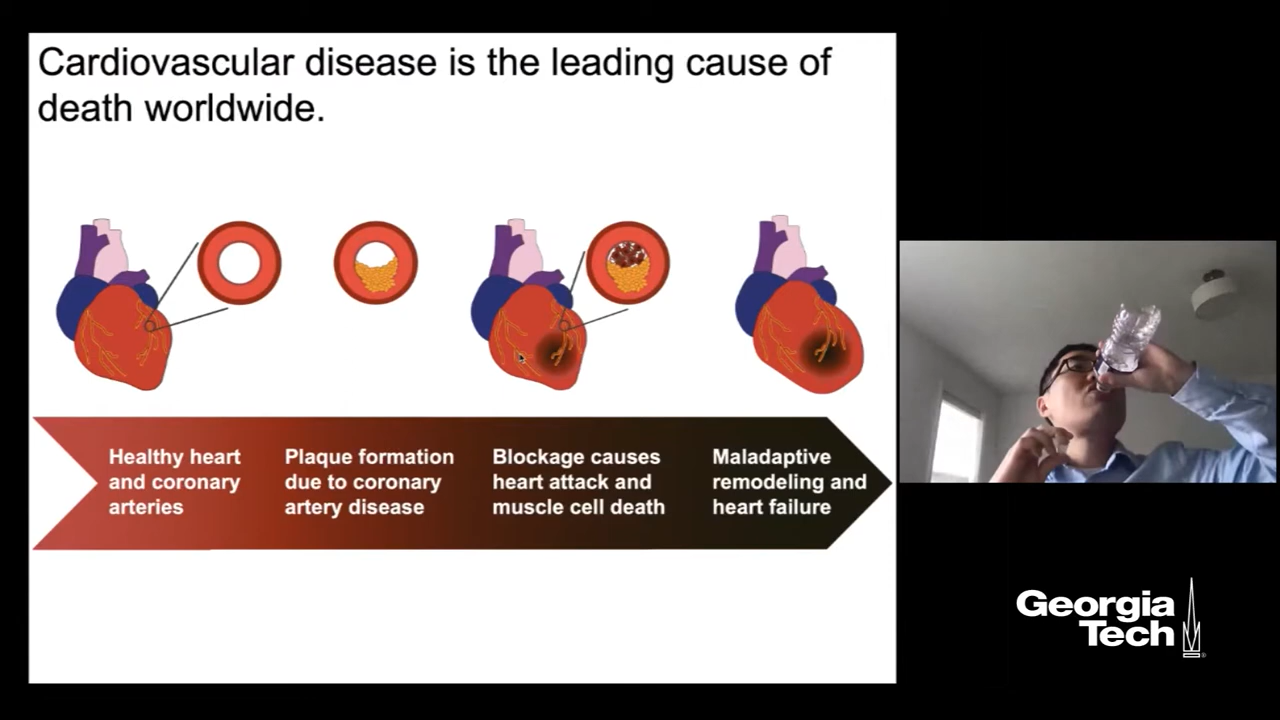 Cardiovascular disease is the leading cause of
death worldwide.
Healthy heart
and coronary
arteries
Plaque formation
due to coronary
artery disease
Blockage causes
heart attack and
muscle cell death
Maladaptive
remodeling and
heart failure
Georgia
Tech